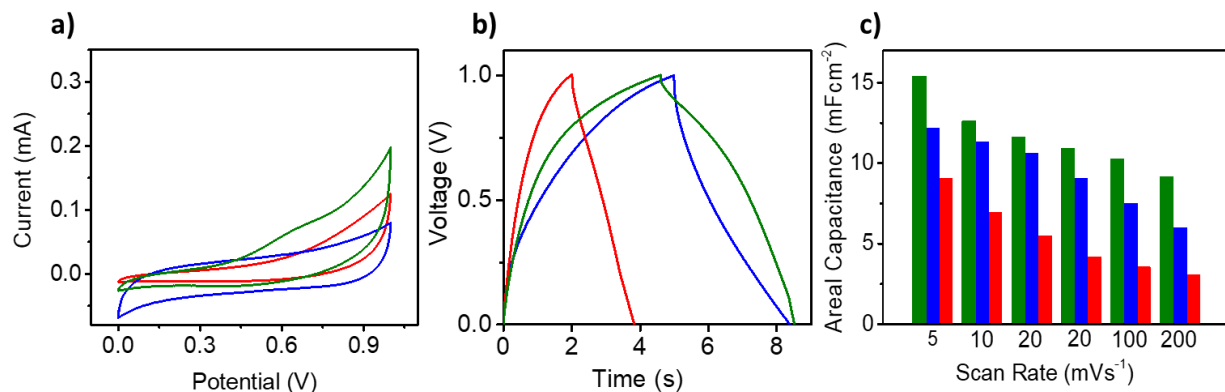 a)
Current (mA)
0.3
0.2
0.1
0.0
0.0 0.3 0.6 0.9
Potential (V)
b)
Voltage (V)
1.0
0.5
0.0
0 2 4 6 8
Time (s)
c)
Areal Capacitance (mFcm⁻²)
15
10
5
0
5 10 20 20 100 200
Scan Rate (mVs⁻¹)